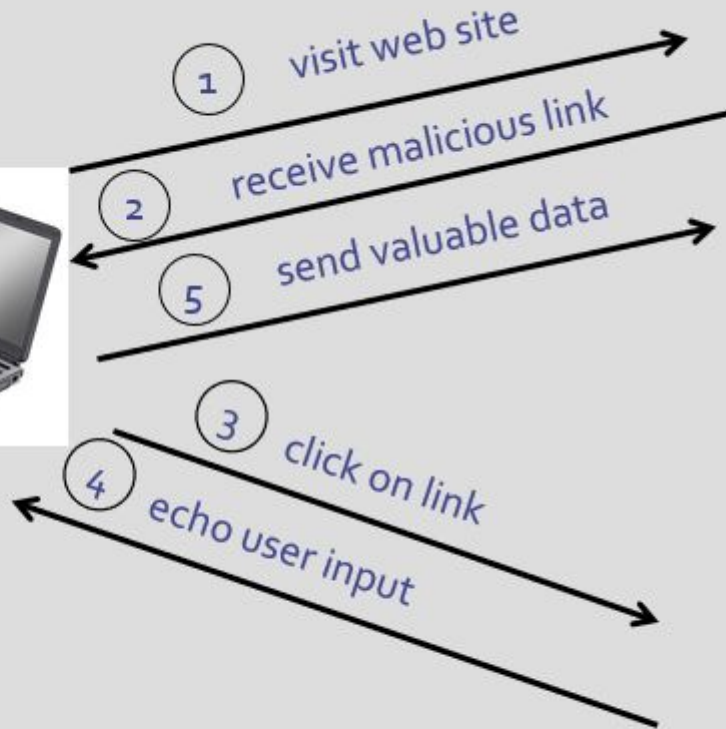 1 visit web site
2 receive malicious link
5 send valuable data
3 click on link
4 echo user input